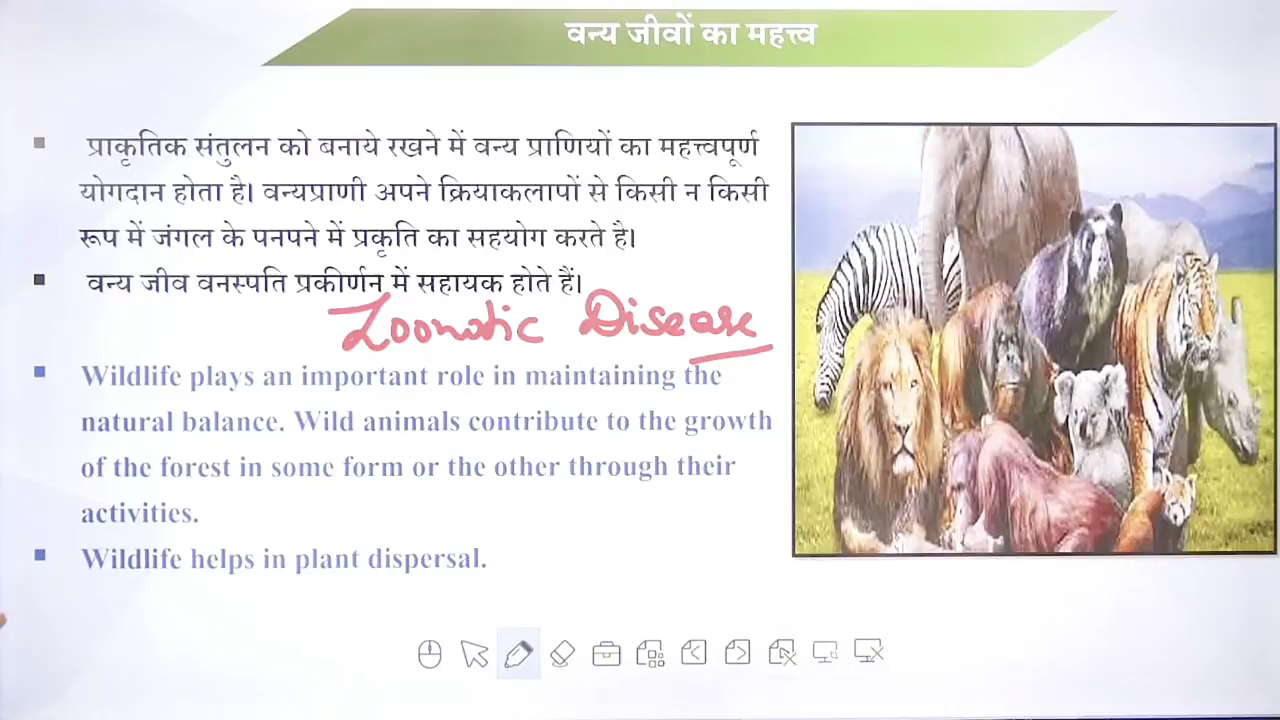 वन्य जीवों का महत्त्व
प्राकृतिक संतुलन को बनाये रखने में वन्य प्राणियों का महत्त्वपूर्ण
योगदान होता है। वन्यप्राणी अपने क्रियाकलापों से किसी न किसी
रूप में जंगल के पनपने में प्रकृति का सहयोग करते है।
वन्य जीव वनस्पति प्रकीर्णन में सहायक होते हैं।
Zoonotic Disease
Wildlife plays an important role in maintaining the
natural balance. Wild animals contribute to the growth
of the forest in some form or the other through their
activities.
Wildlife helps in plant dispersal.